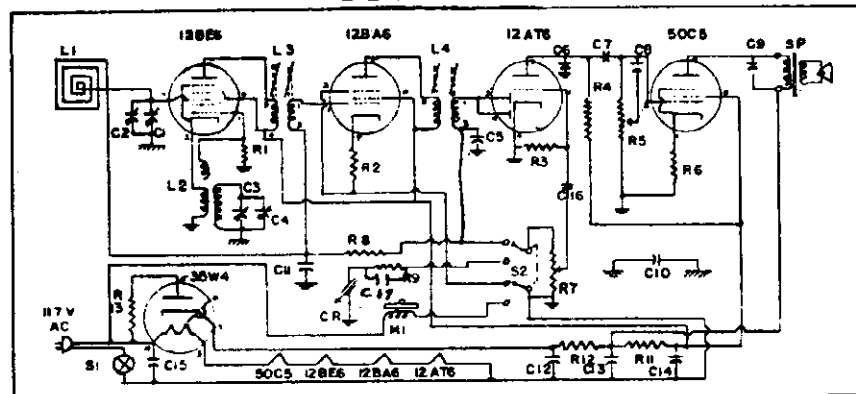 12BE6 12BA6 12AT6 50C5
L1 L3 L4 C6 C7 C8 C9 SP
C2 C1 R1 R2 C5 R3 R4 R5 R6
L2 C3 C4 C16
R8 S2 R7 C10
C11 R9
35W4 CR M1
R13
117V
AC
S1 C15 50C5 12BE6 12BA6 12AT6 C12 R12 C13 R11 C14